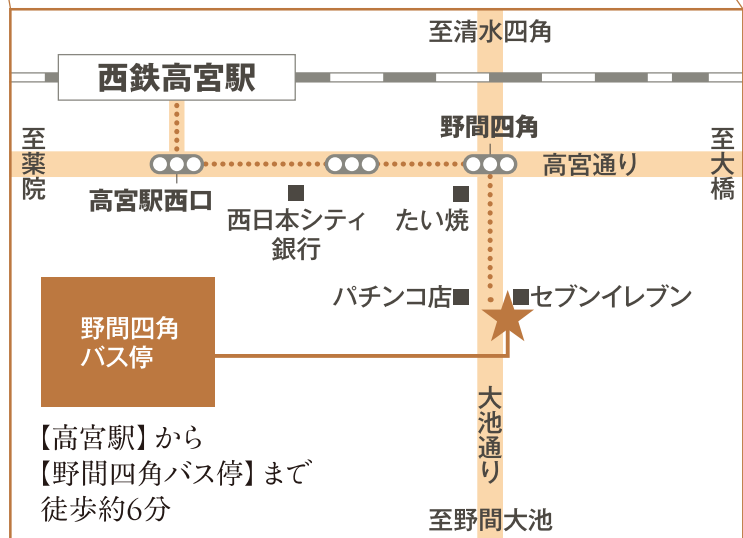 至清水四角
西鉄高宮駅
野間四角
至薬院
高宮通り
至大橋
高宮駅西口
西日本シティ
銀行
たい焼
パチンコ店
セブンイレブン
野間四角
バス停
大池通り
【高宮駅】から
【野間四角バス停】まで
徒歩約6分
至野間大池